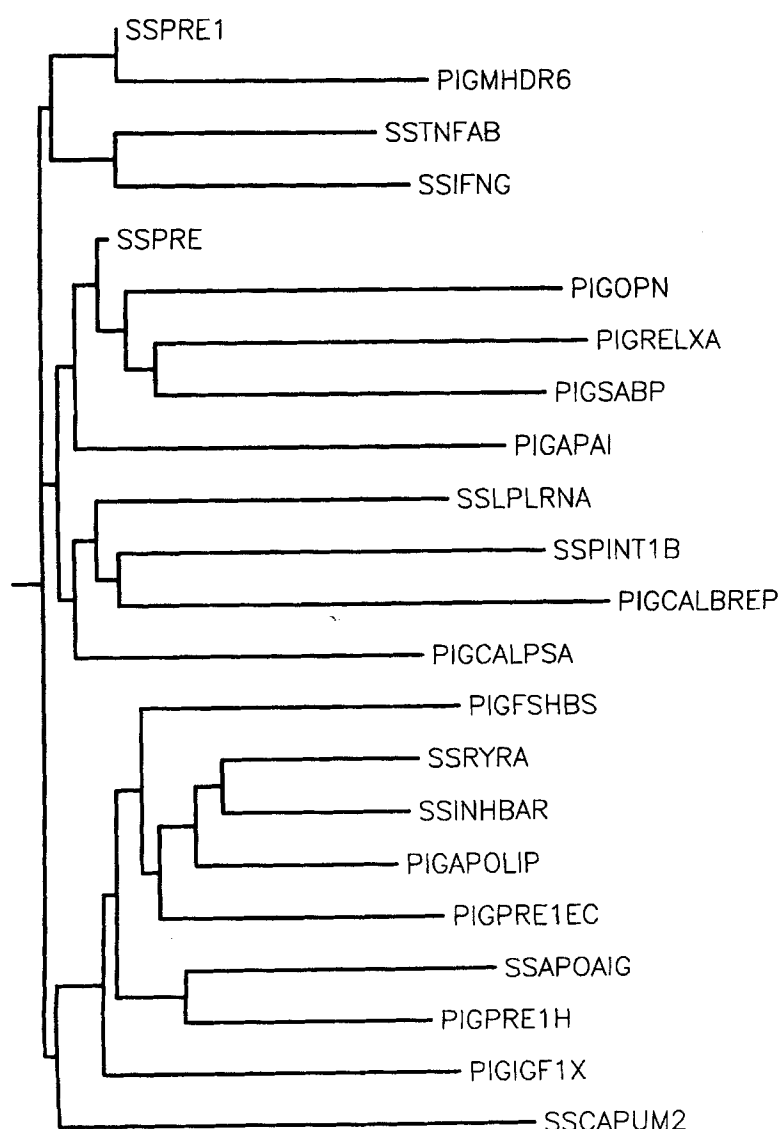 SSPRE1
PIGMHDR6
SSTNFAB
SSIFNG
SSPRE
PIGOPN
PIGRELXA
PIGSABP
PIGAPAI
SSLPLRNA
SSPINT1B
PIGCALBREP
PIGCALPSA
PIGFSHBS
SSRYRA
SSINHBAR
PIGAPOLIP
PIGPRE1EC
SSAPOAIG
PIGPRE1H
PIGIGF1X
SSCAPUM2